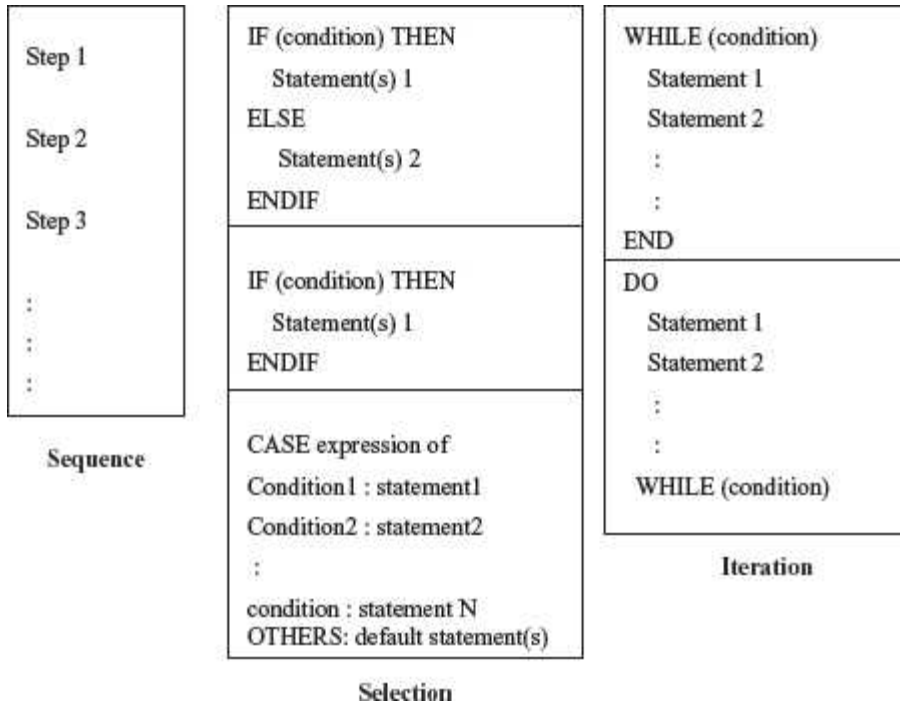 Step 1
Step 2
Step 3
:
:
:
Sequence
IF (condition) THEN
Statement(s) 1
ELSE
Statement(s) 2
ENDIF
IF (condition) THEN
Statement(s) 1
ENDIF
CASE expression of
Condition1 : statement1
Condition2 : statement2
:
condition : statement N
OTHERS: default statement(s)
Selection
WHILE (condition)
Statement 1
Statement 2
:
:
END
DO
Statement 1
Statement 2
:
:
WHILE (condition)
Iteration